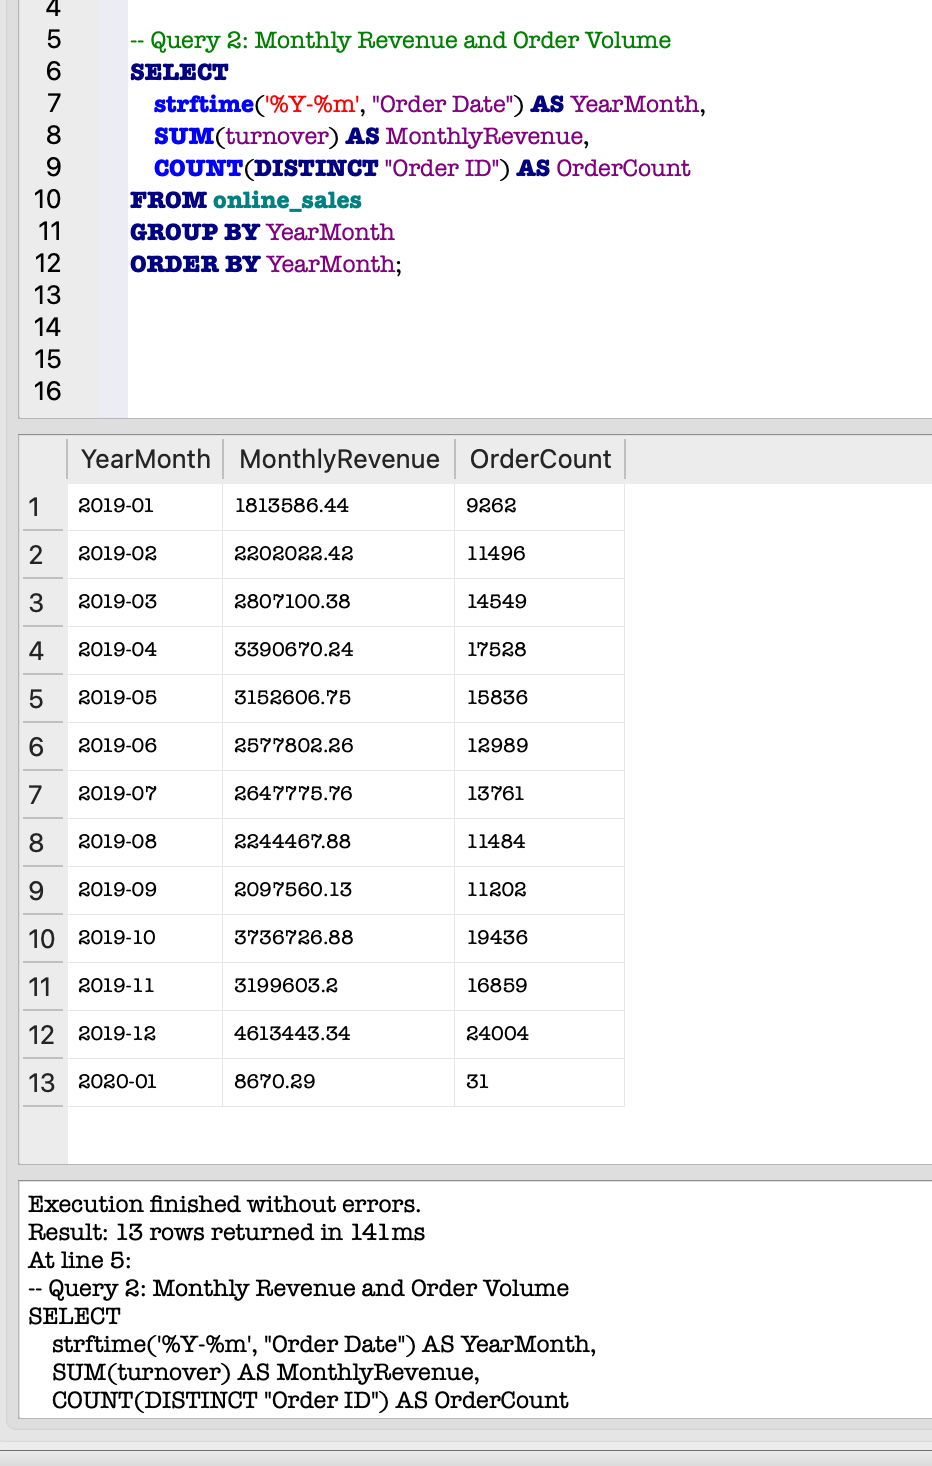 4
5 -- Query 2: Monthly Revenue and Order Volume
6 SELECT
7 strftime('%Y-%m', "Order Date") AS YearMonth,
8 SUM(turnover) AS MonthlyRevenue,
9 COUNT(DISTINCT "Order ID") AS OrderCount
10 FROM online_sales
11 GROUP BY YearMonth
12 ORDER BY YearMonth;
13
14
15
16
YearMonth MonthlyRevenue OrderCount
1 2019-01 1813586.44 9262
2 2019-02 2202022.42 11496
3 2019-03 2807100.38 14549
4 2019-04 3390670.24 17528
5 2019-05 3152606.75 15836
6 2019-06 2577802.26 12989
7 2019-07 2647775.76 13761
8 2019-08 2244467.88 11484
9 2019-09 2097560.13 11202
10 2019-10 3736726.88 19436
11 2019-11 3199603.2 16859
12 2019-12 4613443.34 24004
13 2020-01 8670.29 31
Execution finished without errors.
Result: 13 rows returned in 141ms
At line 5:
-- Query 2: Monthly Revenue and Order Volume
SELECT
strftime('%Y-%m', "Order Date") AS YearMonth,
SUM(turnover) AS MonthlyRevenue,
COUNT(DISTINCT "Order ID") AS OrderCount